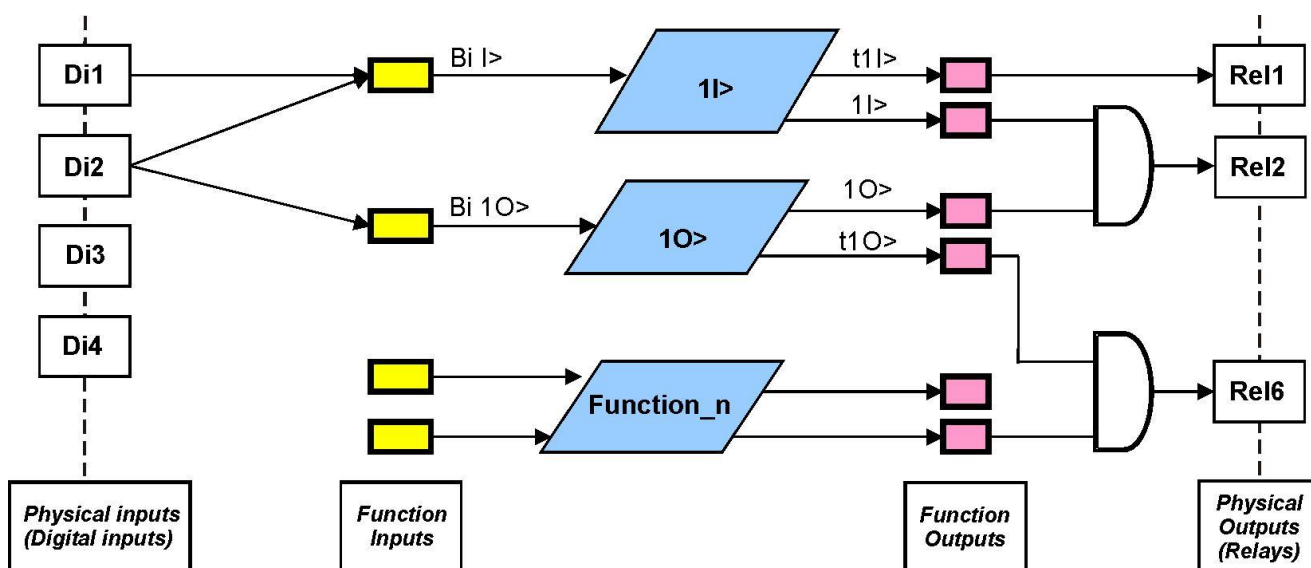 Di1
Bi I>
1I>
t1I>
Rel1
1I>
Di2
Rel2
Bi 1O>
1O>
1O>
t1O>
Di3
Di4
Function_n
Rel6
Physical inputs
(Digital inputs)
Function
Inputs
Function
Outputs
Physical
Outputs
(Relays)